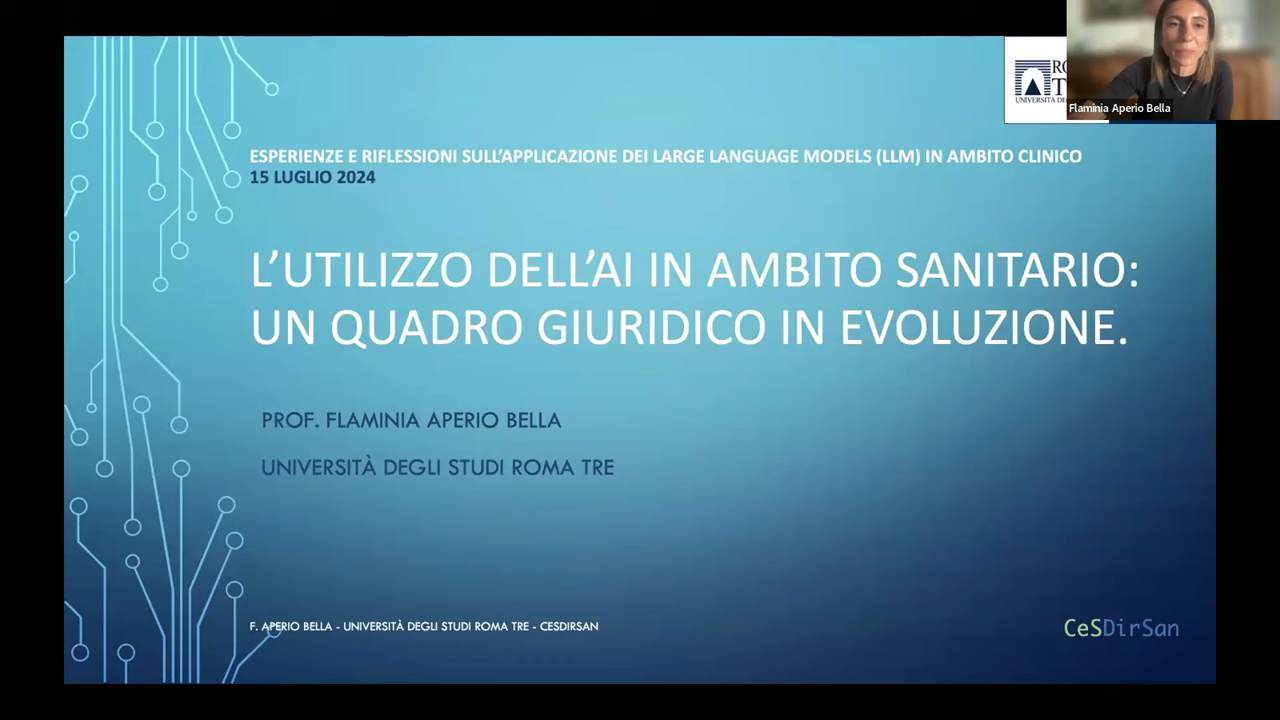 ESPERIENZE E RIFLESSIONI SULL'APPLICAZIONE DEI LARGE LANGUAGE MODELS (LLM) IN AMBITO CLINICO
15 LUGLIO 2024
Flaminia Aperio Bella
L'UTILIZZO DELL'AI IN AMBITO SANITARIO:
UN QUADRO GIURIDICO IN EVOLUZIONE.
PROF. FLAMINIA APERIO BELLA
UNIVERSITÀ DEGLI STUDI ROMA TRE
F. APERIO BELLA - UNIVERSITÀ DEGLI STUDI ROMA TRE - CESDIRSAN
CeSDirSan